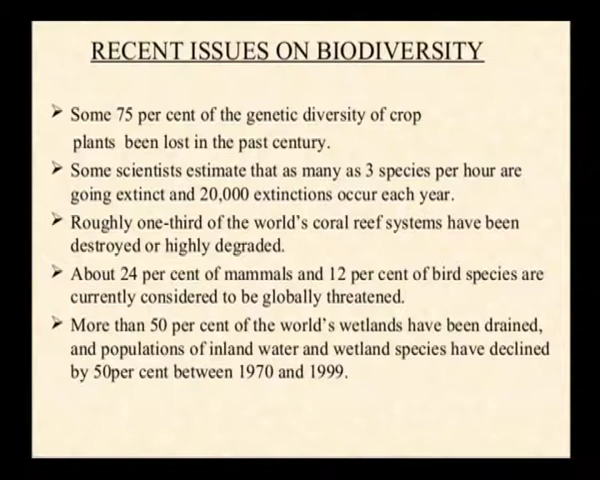 RECENT ISSUES ON BIODIVERSITY
➢ Some 75 per cent of the genetic diversity of crop
plants been lost in the past century.
➢ Some scientists estimate that as many as 3 species per hour are
going extinct and 20,000 extinctions occur each year.
➢ Roughly one-third of the world's coral reef systems have been
destroyed or highly degraded.
➢ About 24 per cent of mammals and 12 per cent of bird species are
currently considered to be globally threatened.
➢ More than 50 per cent of the world's wetlands have been drained,
and populations of inland water and wetland species have declined
by 50per cent between 1970 and 1999.